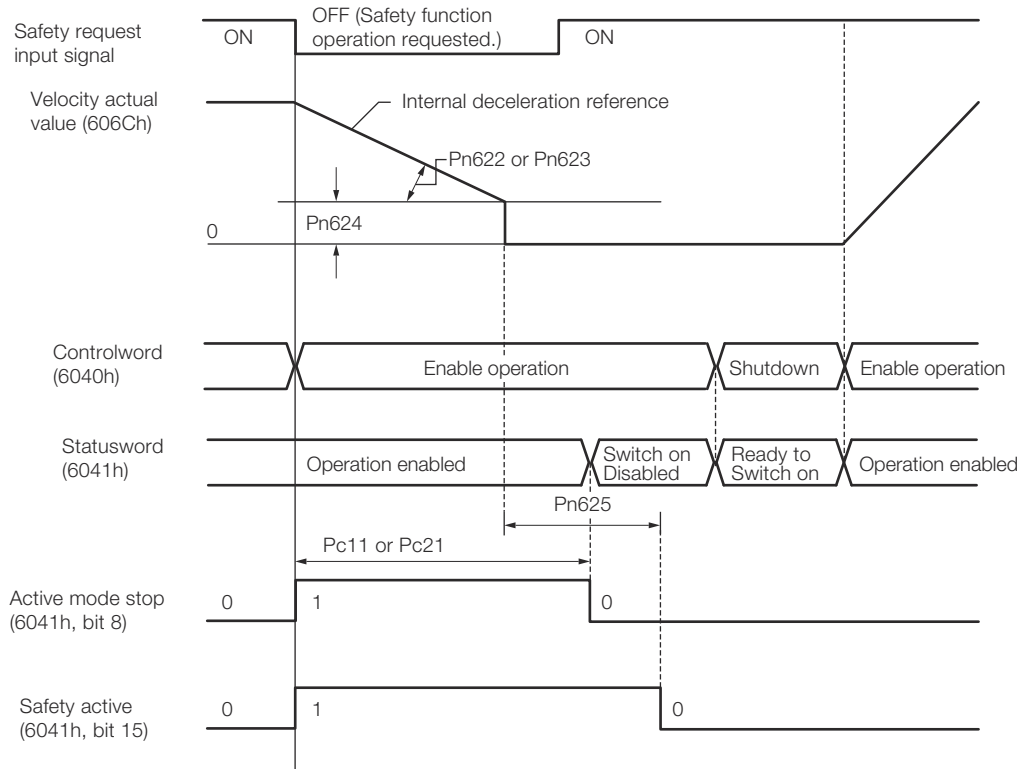 Safety request
input signal
ON
OFF (Safety function
operation requested.)
ON
Velocity actual
value (606Ch)
Internal deceleration reference
Pn622 or Pn623
Pn624
0
Controlword
(6040h)
Enable operation
Shutdown
Enable operation
Statusword
(6041h)
Operation enabled
Switch on
Disabled
Ready to
Switch on
Operation enabled
Pn625
Pc11 or Pc21
Active mode stop
(6041h, bit 8)
0
1
0
Safety active
(6041h, bit 15)
0
1
0